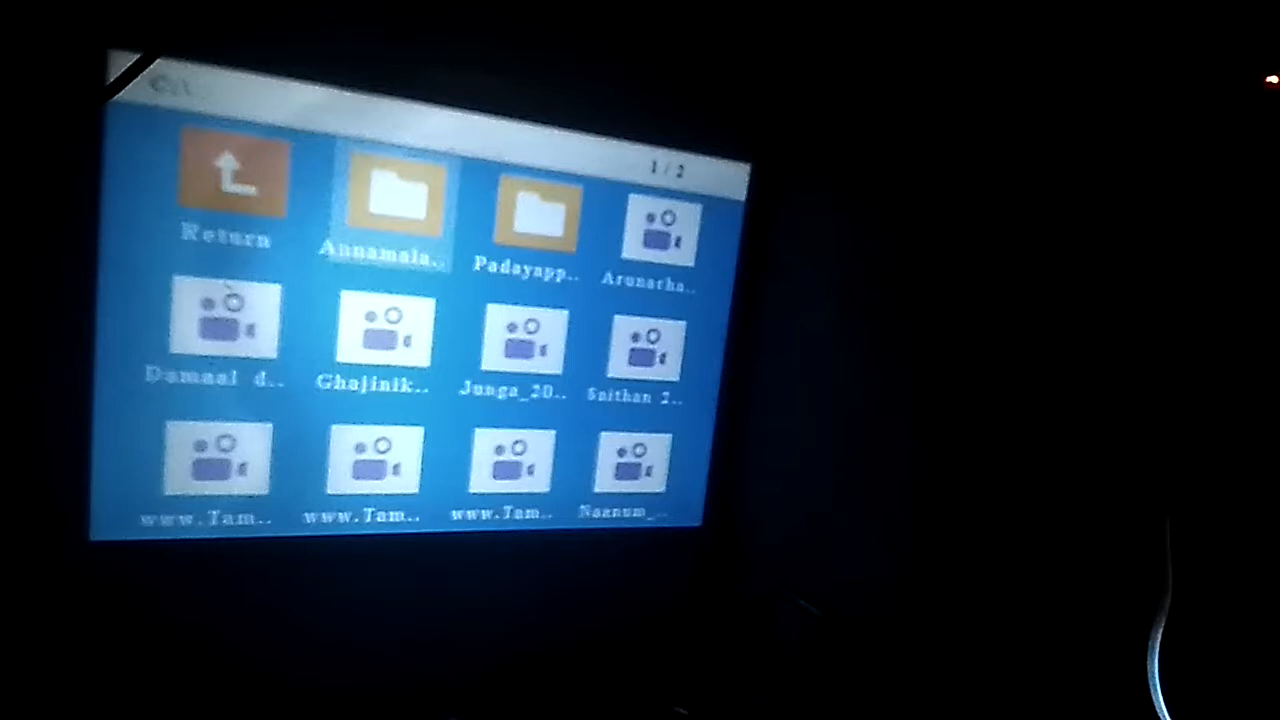 C:\
1/2
Return
Annamala..
Padayapp..
Arunacha..
Damaal d..
Ghajinik..
Junga_20..
Saithan 2..
www.Tam..
www.Tam..
www.Tam..
Naanum_..